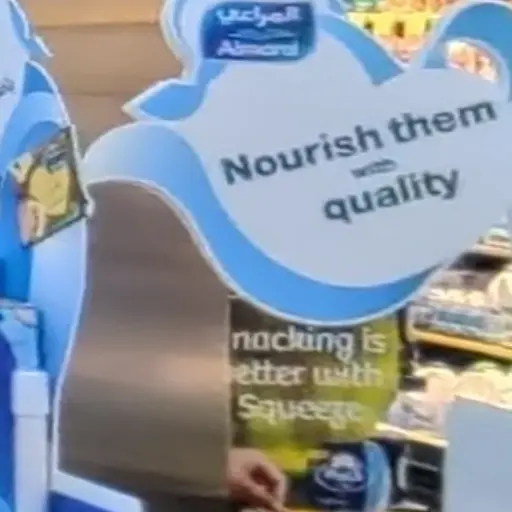 المراعي
Almarai
Nourish them
with
quality
nacking is
etter with
Squeeze